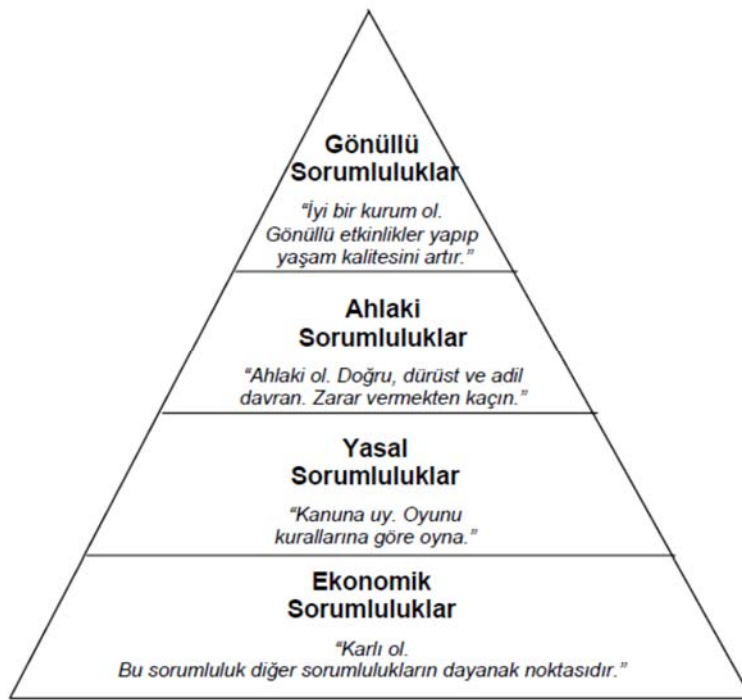 Gönüllü
Sorumluluklar
“İyi bir kurum ol.
Gönüllü etkinlikler yapıp
yaşam kalitesini artır.”
Ahlaki
Sorumluluklar
“Ahlaki ol. Doğru, dürüst ve adil
davran. Zarar vermekten kaçın.”
Yasal
Sorumluluklar
“Kanuna uy. Oyunu
kurallarına göre oyna.”
Ekonomik
Sorumluluklar
“Karlı ol.
Bu sorumluluk diğer sorumlulukların dayanak noktasıdır.”